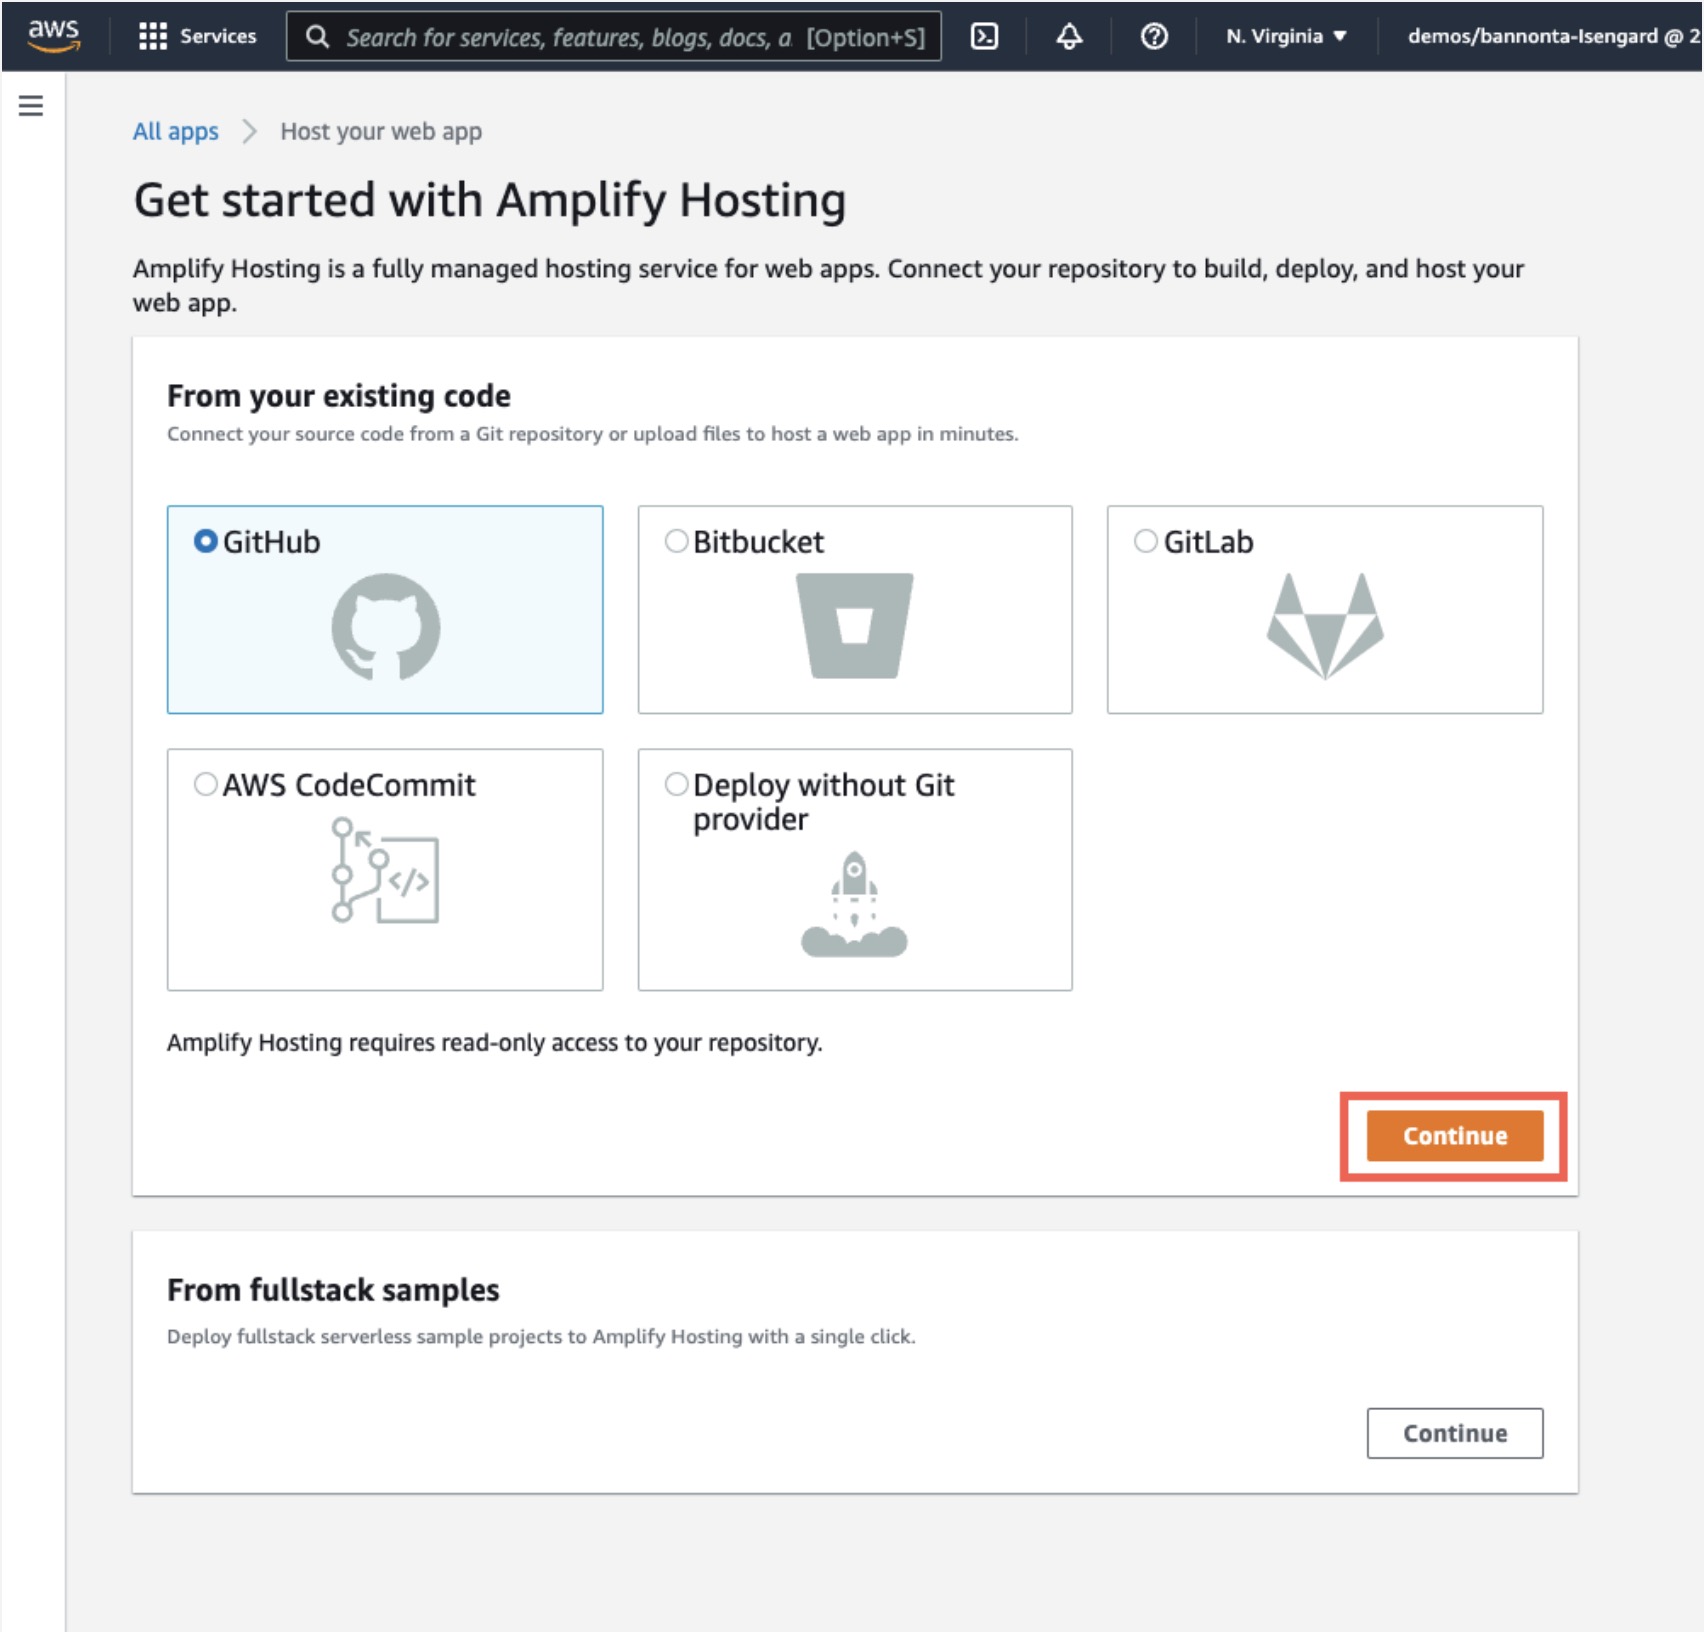 aws
Services
Search for services, features, blogs, docs, a [Option+S]
N. Virginia ▼
demos/bannonta-Isengard @ 2
All apps > Host your web app
Get started with Amplify Hosting
Amplify Hosting is a fully managed hosting service for web apps. Connect your repository to build, deploy, and host your
web app.
From your existing code
Connect your source code from a Git repository or upload files to host a web app in minutes.
GitHub
Bitbucket
GitLab
AWS CodeCommit
</>
Deploy without Git
provider
Amplify Hosting requires read-only access to your repository.
Continue
From fullstack samples
Deploy fullstack serverless sample projects to Amplify Hosting with a single click.
Continue